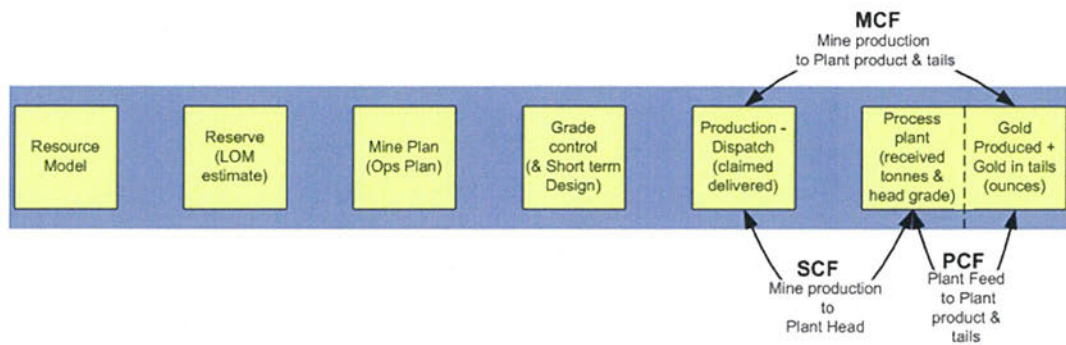 MCF
Mine production
to Plant product & tails
Resource
Model
Reserve
(LOM
estimate)
Mine Plan
(Ops Plan)
Grade
control
(& Short term
Design)
Production -
Dispatch
(claimed
delivered)
Process
plant
(received
tonnes &
head grade)
Gold
Produced +
Gold in tails
(ounces)
SCF
Mine production
to
Plant Head
PCF
Plant Feed
to Plant
product &
tails